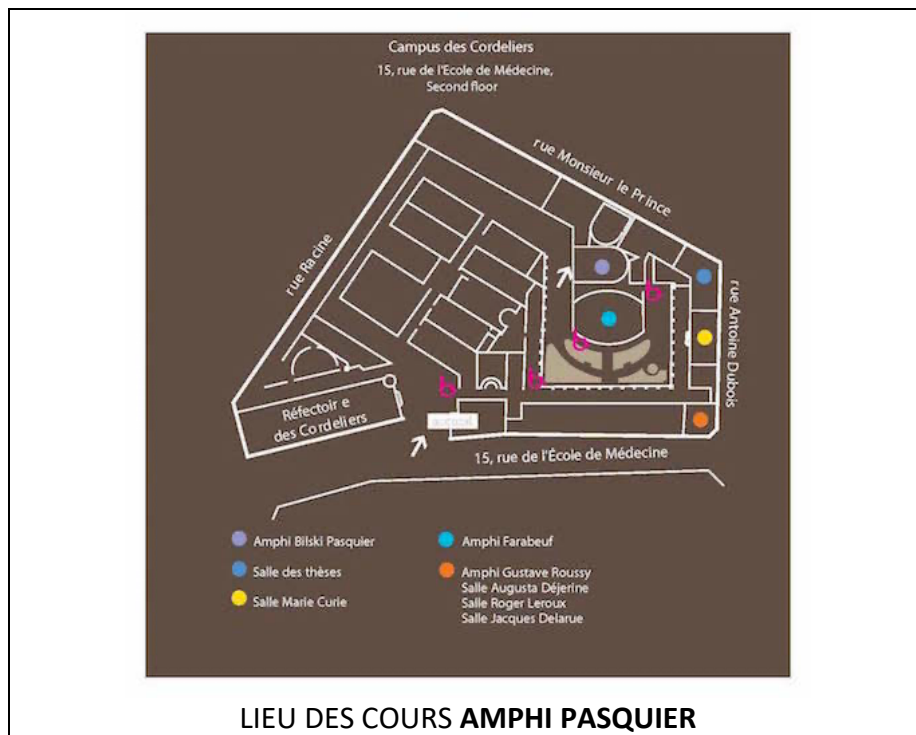 Campus des Cordeliers
15, rue de l'Ecole de Médecine,
Second floor
rue Monsieur le Prince
rue Racine
rue Antoine Dubois
Réfectoir e
des Cordeliers
15, rue de l'École de Médecine
Amphi Bilski Pasquier
Salle des thèses
Salle Marie Curie
Amphi Farabeuf
Amphi Gustave Roussy
Salle Augusta Déjerine
Salle Roger Leroux
Salle Jacques Delarue
LIEU DES COURS AMPHI PASQUIER